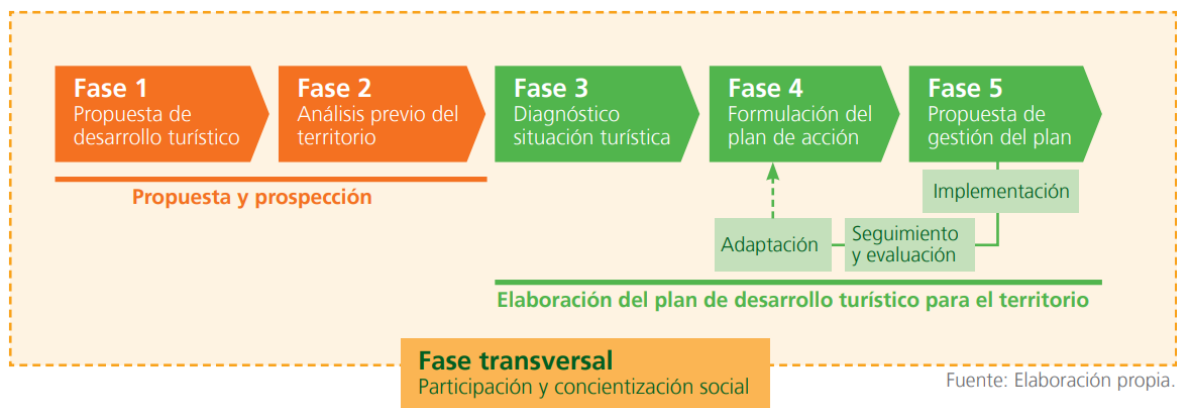 Fase 1
Propuesta de
desarrollo turístico
Fase 2
Análisis previo del
territorio
Fase 3
Diagnóstico
situación turística
Fase 4
Formulación del
plan de acción
Fase 5
Propuesta de
gestión del plan
Propuesta y prospección
Implementación
Adaptación
Seguimiento
y evaluación
Elaboración del plan de desarrollo turístico para el territorio
Fase transversal
Participación y concientización social
Fuente: Elaboración propia.